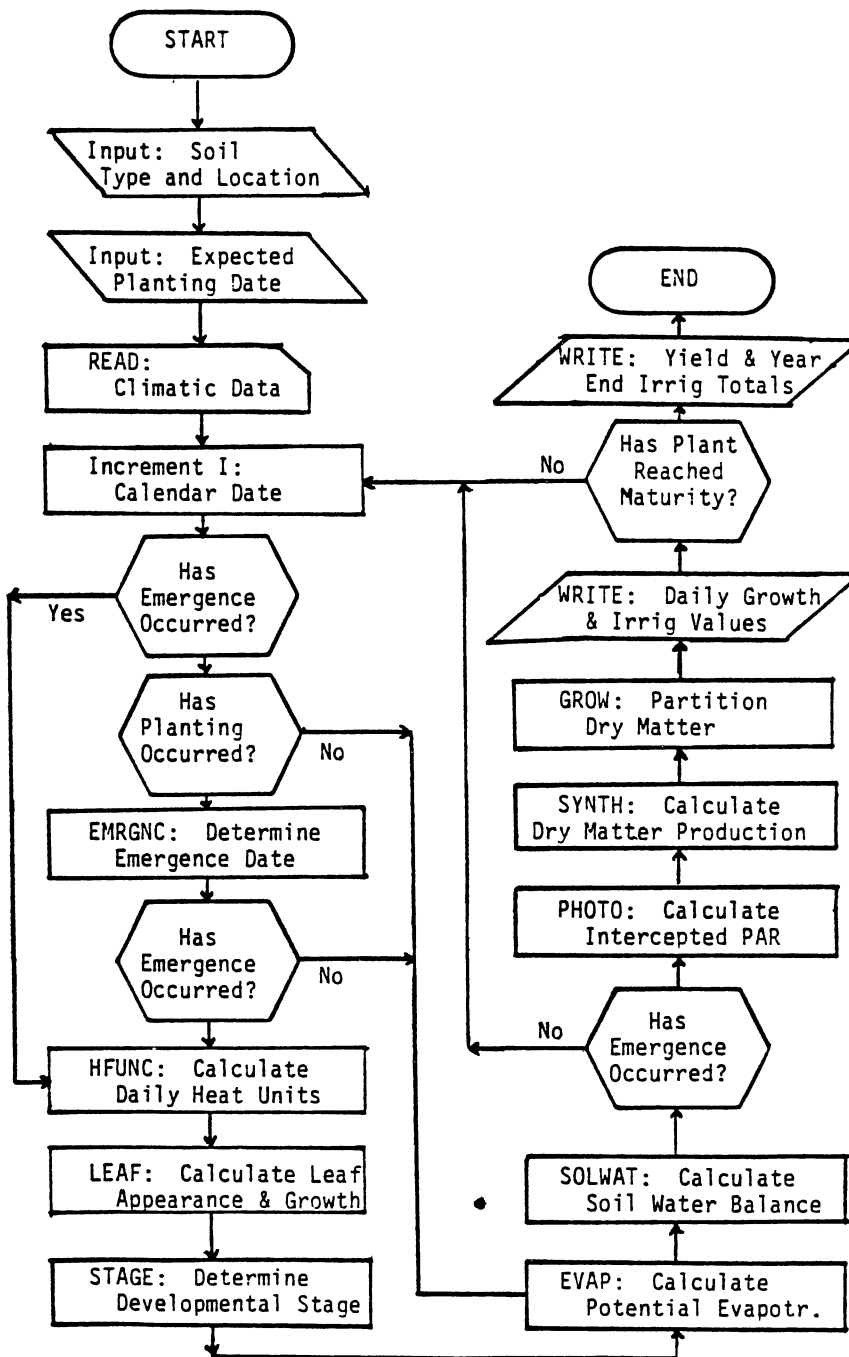 START
Input: Soil
Type and Location
Input: Expected
Planting Date
READ:
Climatic Data
Increment I:
Calendar Date
Has
Emergence
Occurred?
Yes
Has
Planting
Occurred?
No
EMRGNC: Determine
Emergence Date
Has
Emergence
Occurred?
No
HFUNC: Calculate
Daily Heat Units
LEAF: Calculate Leaf
Appearance & Growth
STAGE: Determine
Developmental Stage
END
WRITE: Yield & Year
End Irrig Totals
Has Plant
Reached
Maturity?
No
WRITE: Daily Growth
& Irrig Values
GROW: Partition
Dry Matter
SYNTH: Calculate
Dry Matter Production
PHOTO: Calculate
Intercepted PAR
Has
Emergence
Occurred?
No
SOLWAT: Calculate
Soil Water Balance
EVAP: Calculate
Potential Evapotr.